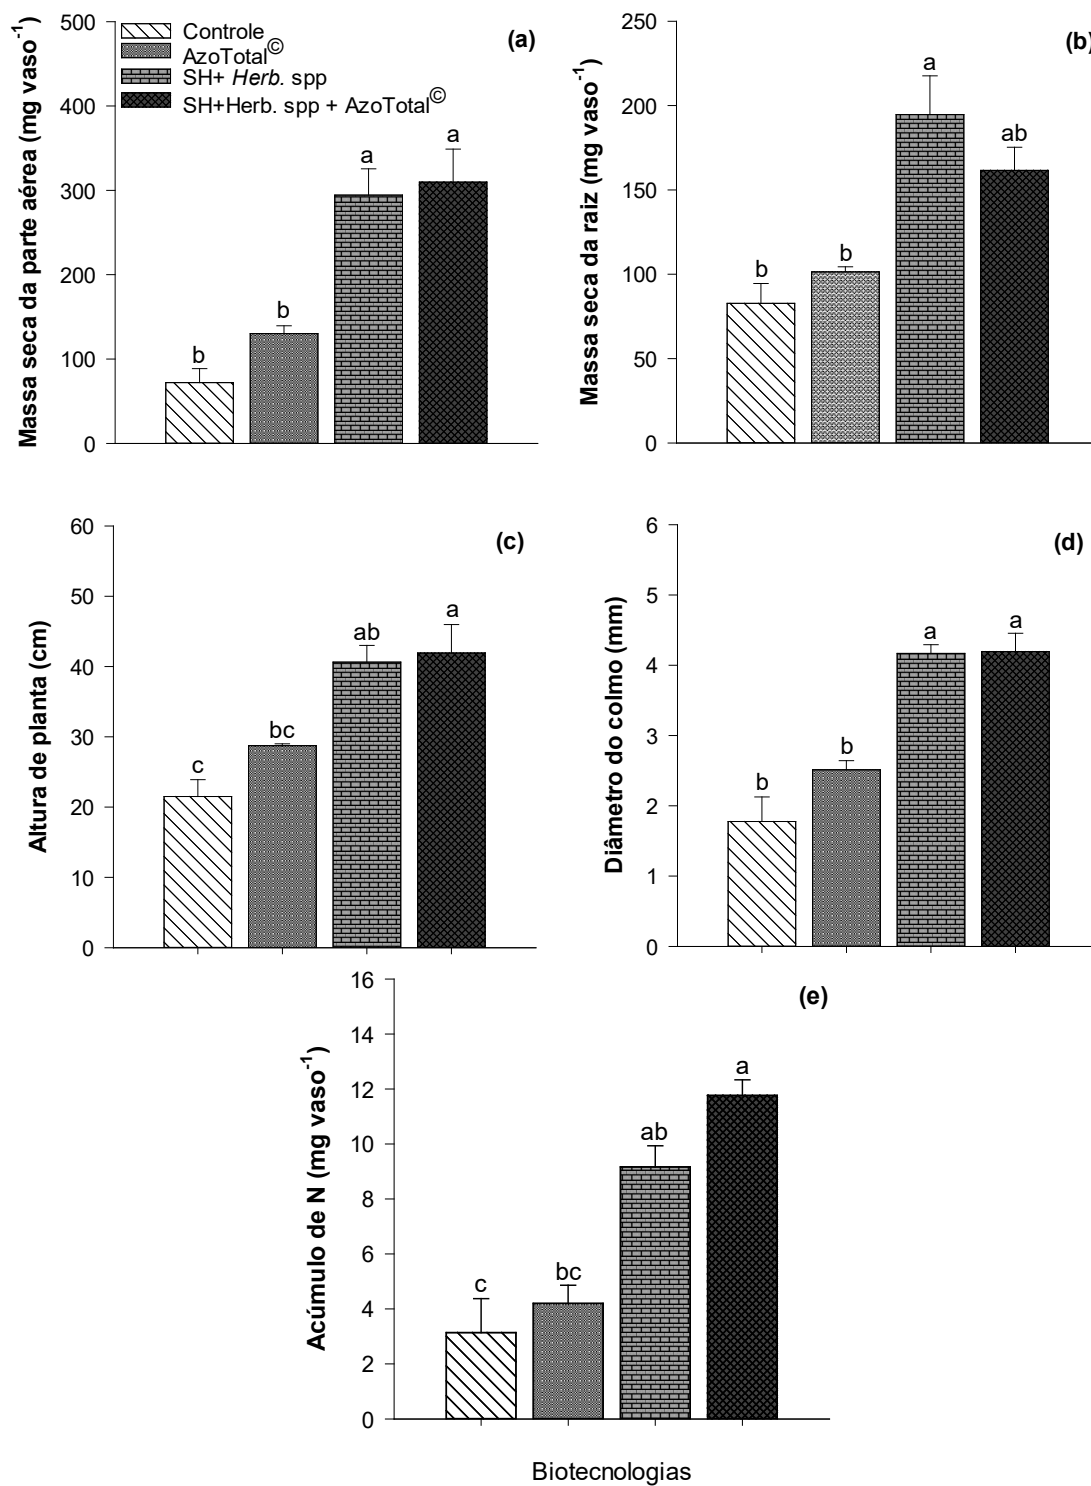 Massa seca da parte aérea (mg vaso⁻¹)
500
400
300
200
100
0
Controle
AzoTotal©
SH+ Herb. spp
SH+Herb. spp + AzoTotal©
(a)
b
b
a
a
Massa seca da raiz (mg vaso⁻¹)
250
200
150
100
50
0
(b)
b
b
a
ab
Altura de planta (cm)
60
50
40
30
20
10
0
(c)
c
bc
ab
a
Diâmetro do colmo (mm)
6
5
4
3
2
1
0
(d)
b
b
a
a
Acúmulo de N (mg vaso⁻¹)
16
14
12
10
8
6
4
2
0
(e)
c
bc
ab
a
Biotecnologias